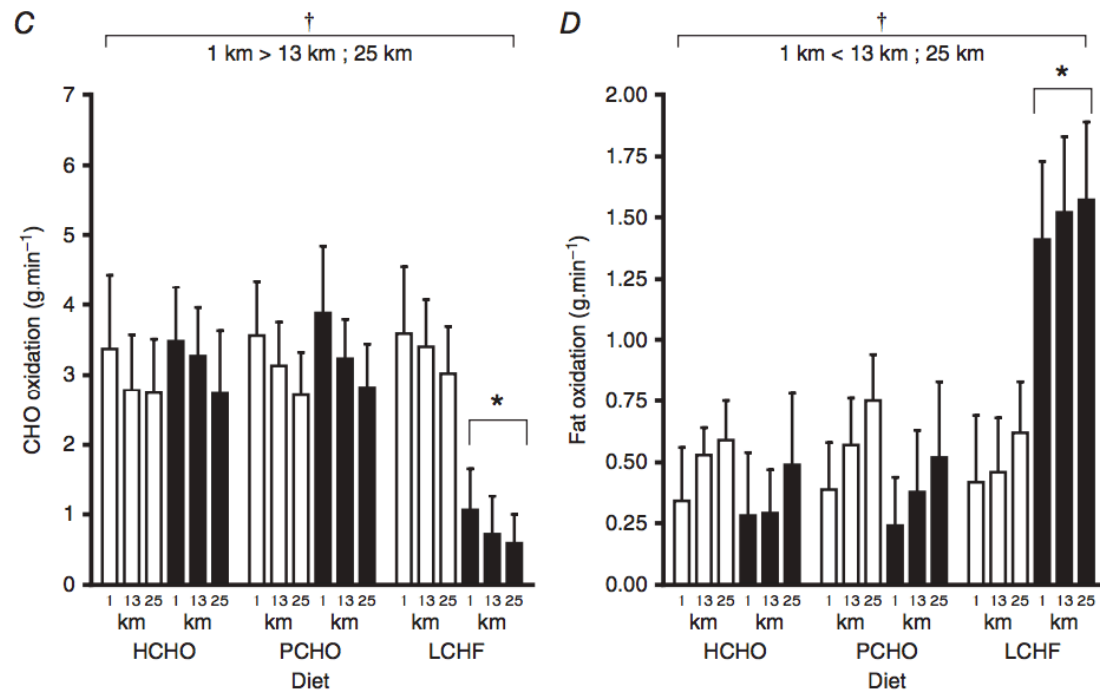 C
†
1 km > 13 km ; 25 km
7
6
5
4
3
2
1
0
CHO oxidation (g.min⁻¹)
*
1 13 25 1 13 25 1 13 25 1 13 25 1 13 25 1 13 25
km km km km km km
HCHO PCHO LCHF
Diet
D
†
1 km < 13 km ; 25 km
2.00
1.75
1.50
1.25
1.00
0.75
0.50
0.25
0.00
Fat oxidation (g.min⁻¹)
*
1 13 25 1 13 25 1 13 25 1 13 25 1 13 25 1 13 25
km km km km km km
HCHO PCHO LCHF
Diet